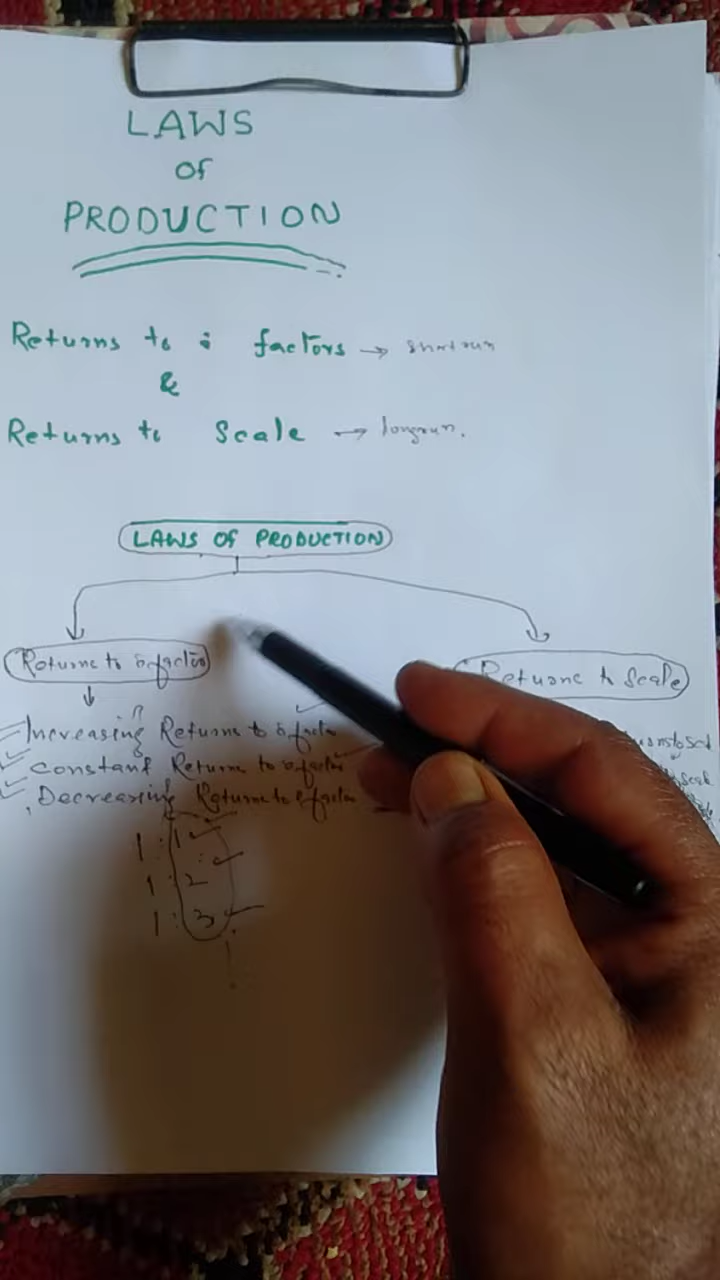 LAWS
of
PRODUCTION
Returns to a factors → short run
&
Returns to Scale → longrun.
LAWS OF PRODUCTION
Returns to a factor
Returns to Scale
Increasing Returns to a factor
Constant Returns to a factor
Decreasing Returns to a factor
1 : 1
1 : 2
1 : 3